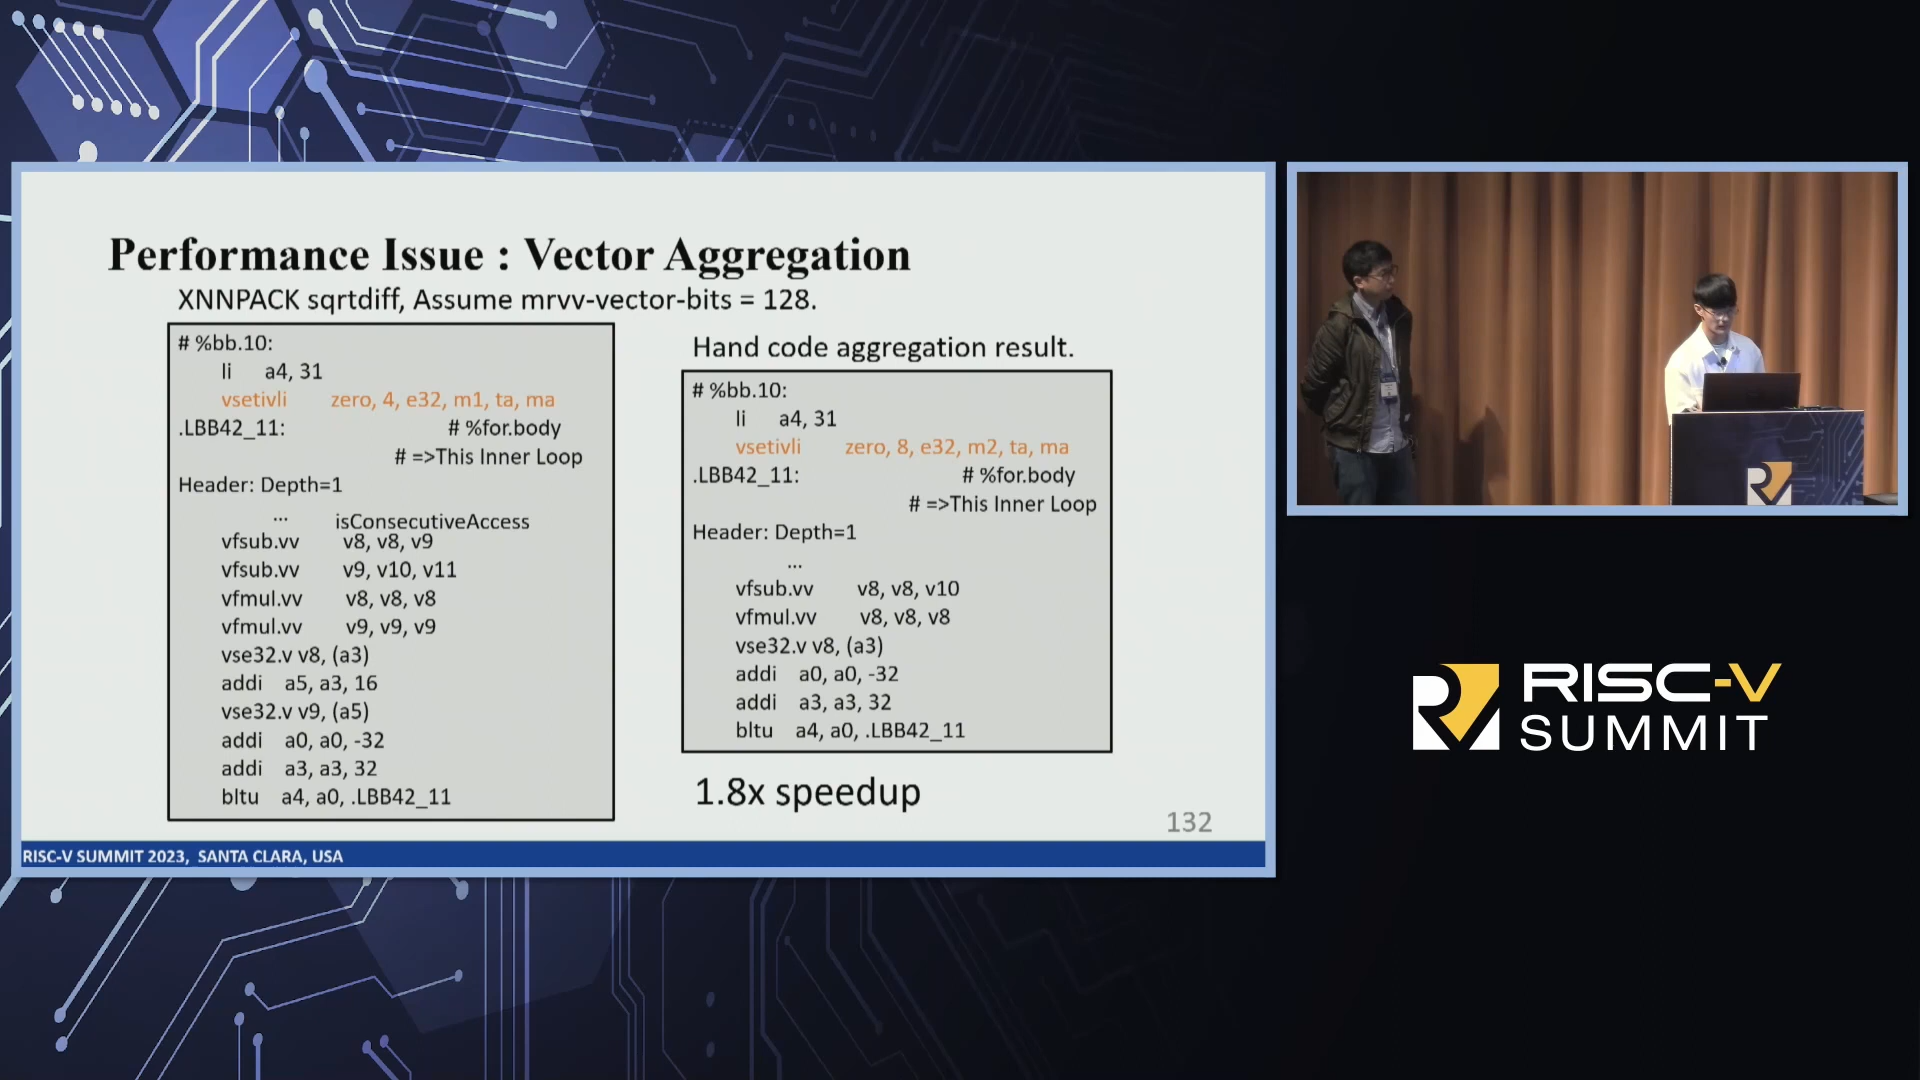 Performance Issue : Vector Aggregation
XNNPACK sqrtdiff, Assume mrvv-vector-bits = 128.
# %bb.10:
li a4, 31
vsetivli zero, 4, e32, m1, ta, ma
.LBB42_11: # %for.body
# =>This Inner Loop
Header: Depth=1
... isConsecutiveAccess
vfsub.vv v8, v8, v9
vfsub.vv v9, v10, v11
vfmul.vv v8, v8, v8
vfmul.vv v9, v9, v9
vse32.v v8, (a3)
addi a5, a3, 16
vse32.v v9, (a5)
addi a0, a0, -32
addi a3, a3, 32
bltu a4, a0, .LBB42_11
Hand code aggregation result.
# %bb.10:
li a4, 31
vsetivli zero, 8, e32, m2, ta, ma
.LBB42_11: # %for.body
# =>This Inner Loop
Header: Depth=1
...
vfsub.vv v8, v8, v10
vfmul.vv v8, v8, v8
vse32.v v8, (a3)
addi a0, a0, -32
addi a3, a3, 32
bltu a4, a0, .LBB42_11
1.8x speedup
132
RISC-V SUMMIT 2023, SANTA CLARA, USA
RISC-V
SUMMIT